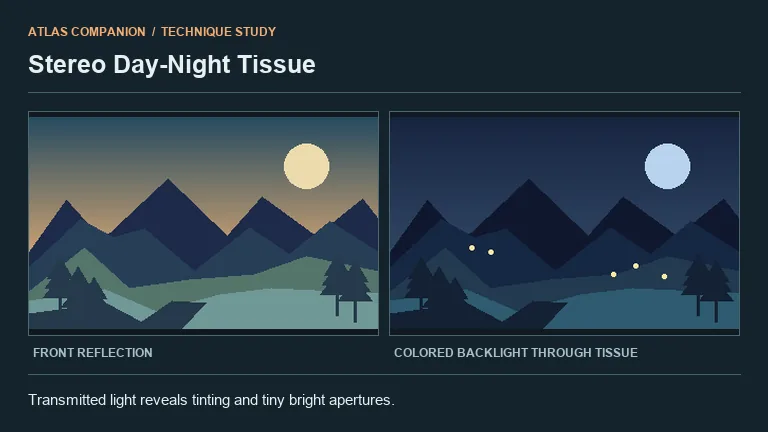 ATLAS COMPANION / TECHNIQUE STUDY
Stereo Day-Night Tissue
FRONT REFLECTION
COLORED BACKLIGHT THROUGH TISSUE
Transmitted light reveals tinting and tiny bright apertures.